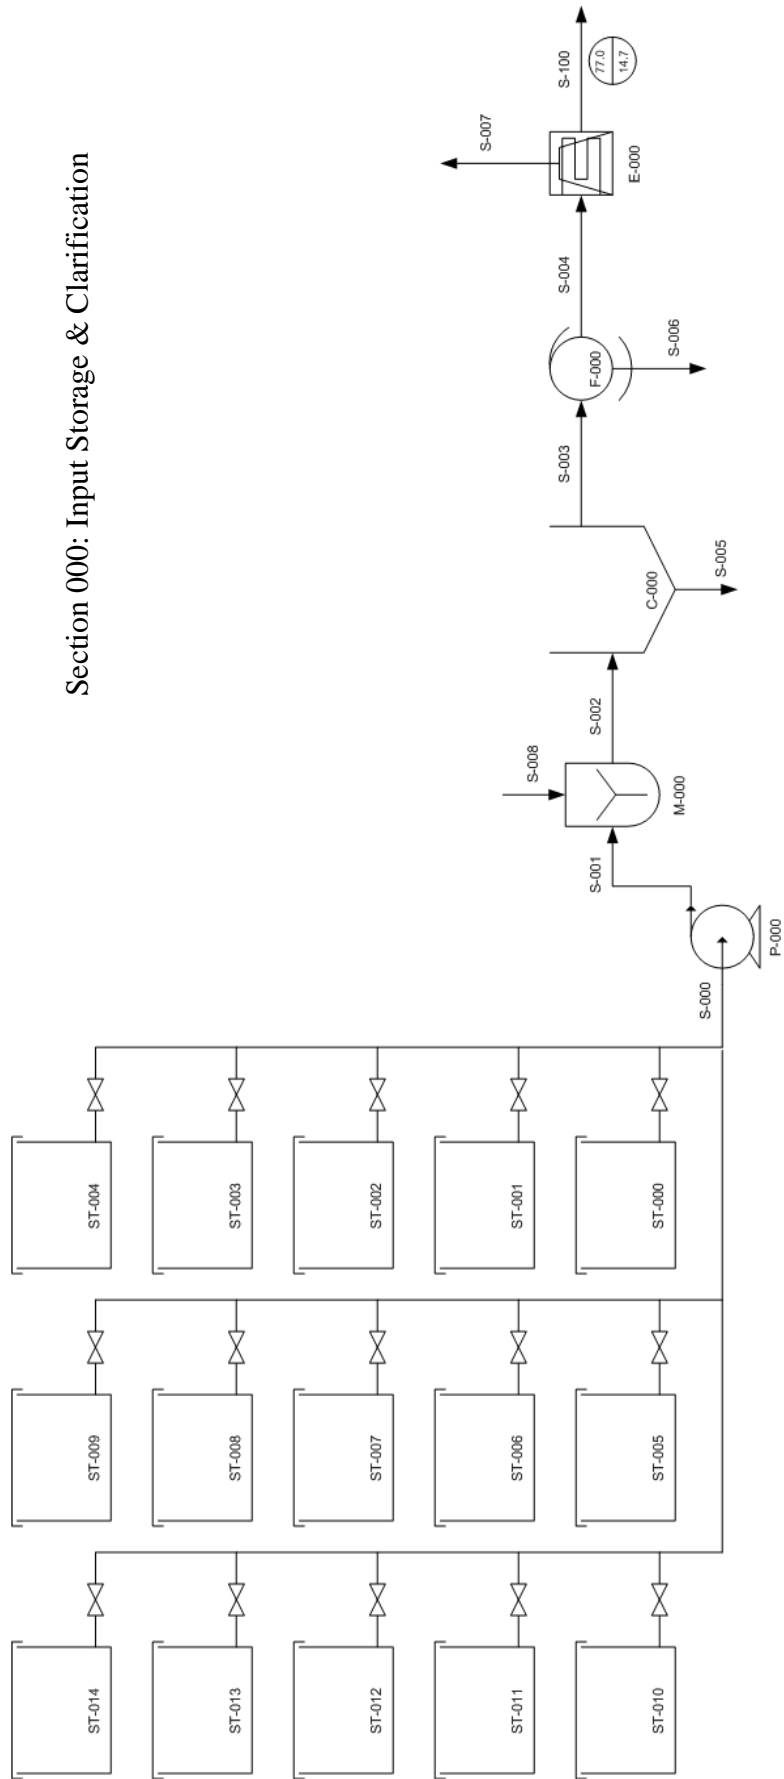 Section 000: Input Storage & Clarification
ST-014
ST-009
ST-004
ST-013
ST-008
ST-003
ST-012
ST-007
ST-002
ST-011
ST-006
ST-001
ST-010
ST-005
ST-000
S-000
P-000
S-001
S-008
M-000
S-002
C-000
S-005
S-003
F-000
S-006
S-004
S-007
E-000
S-100
77.0
14.7